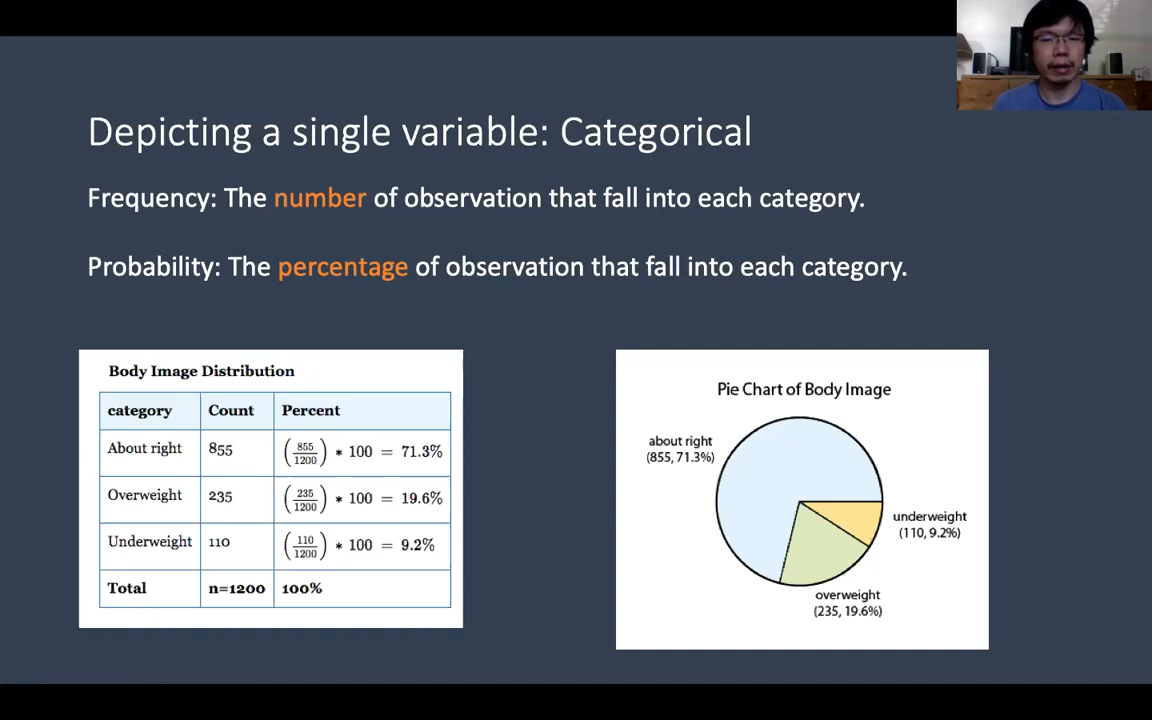 Depicting a single variable: Categorical
Frequency: The number of observation that fall into each category.
Probability: The percentage of observation that fall into each category.
Body Image Distribution
category Count Percent
About right 855 (855/1200) * 100 = 71.3%
Overweight 235 (235/1200) * 100 = 19.6%
Underweight 110 (110/1200) * 100 = 9.2%
Total n=1200 100%
Pie Chart of Body Image
about right
(855, 71.3%)
underweight
(110, 9.2%)
overweight
(235, 19.6%)